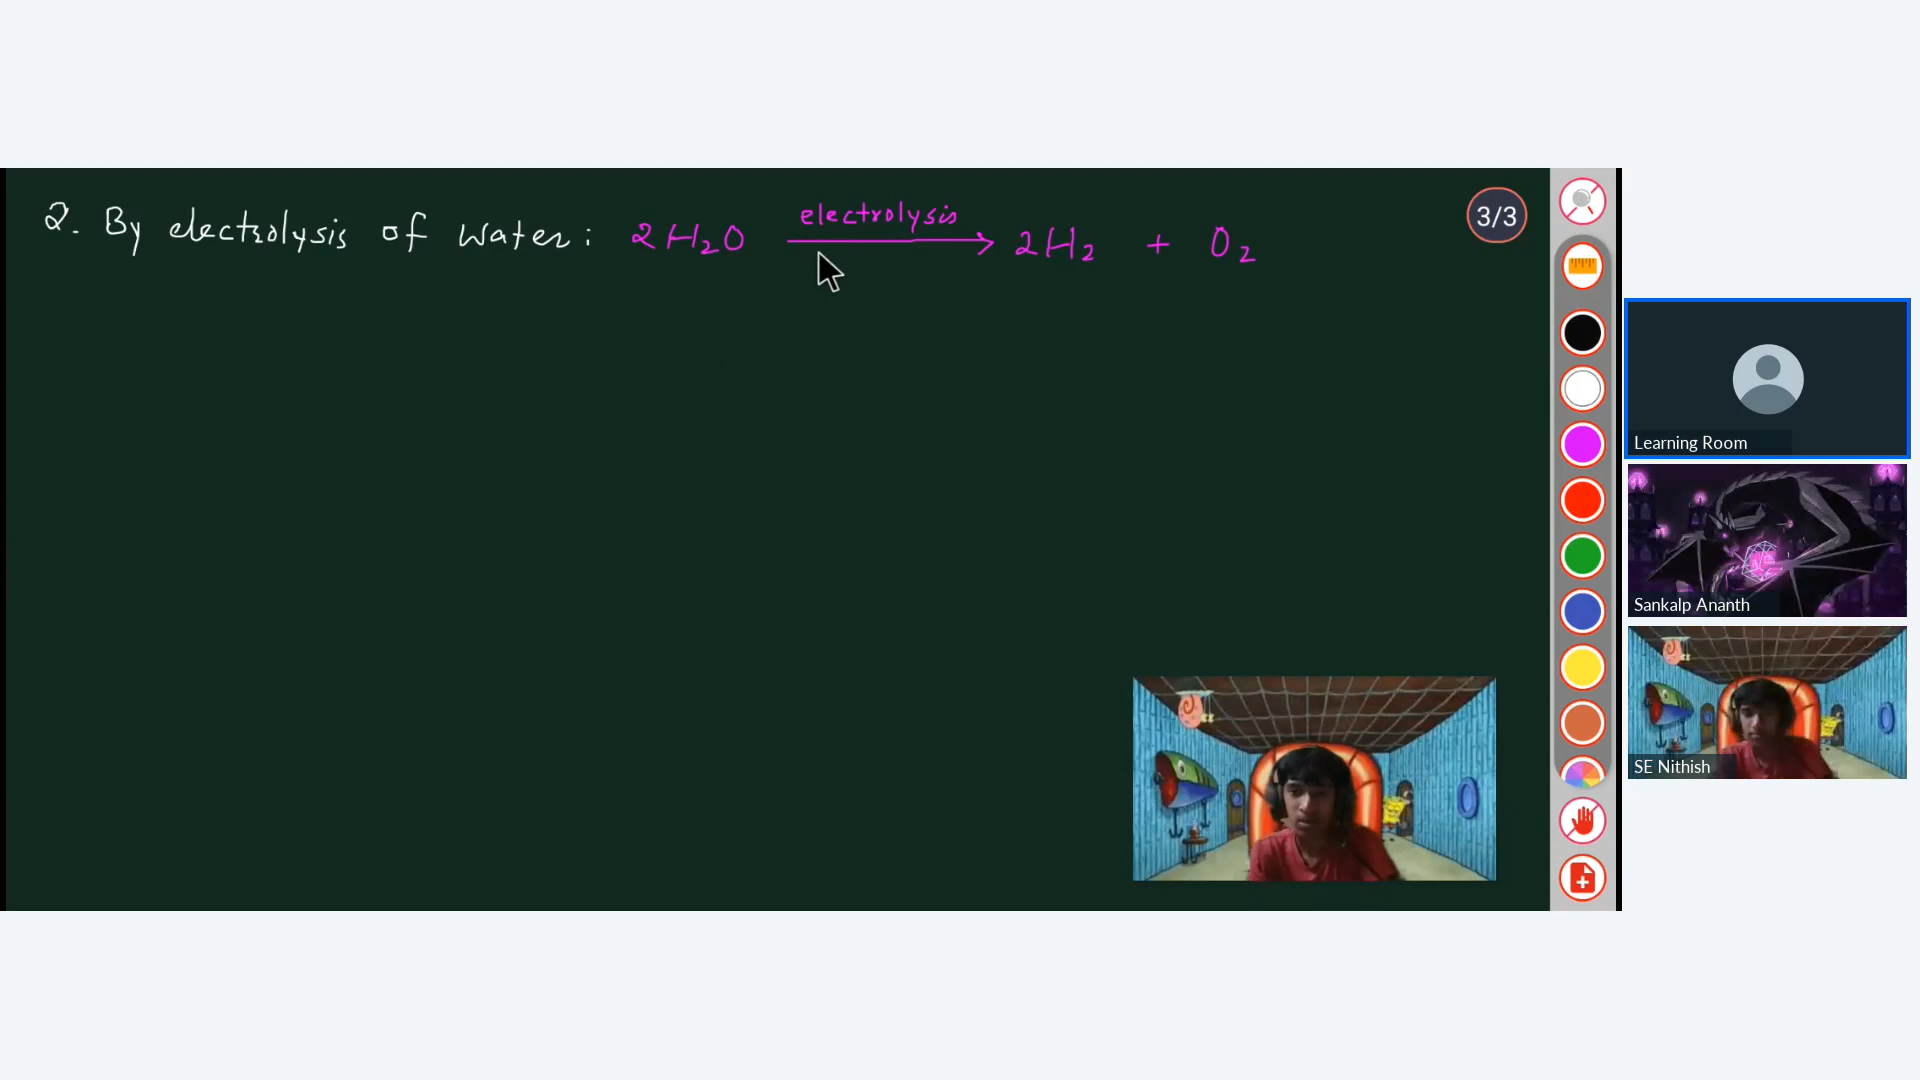 2. By electrolysis of water: 2H₂O electrolysis → 2H₂ + O₂
3/3
Learning Room
Sankalp Ananth
SE Nithish